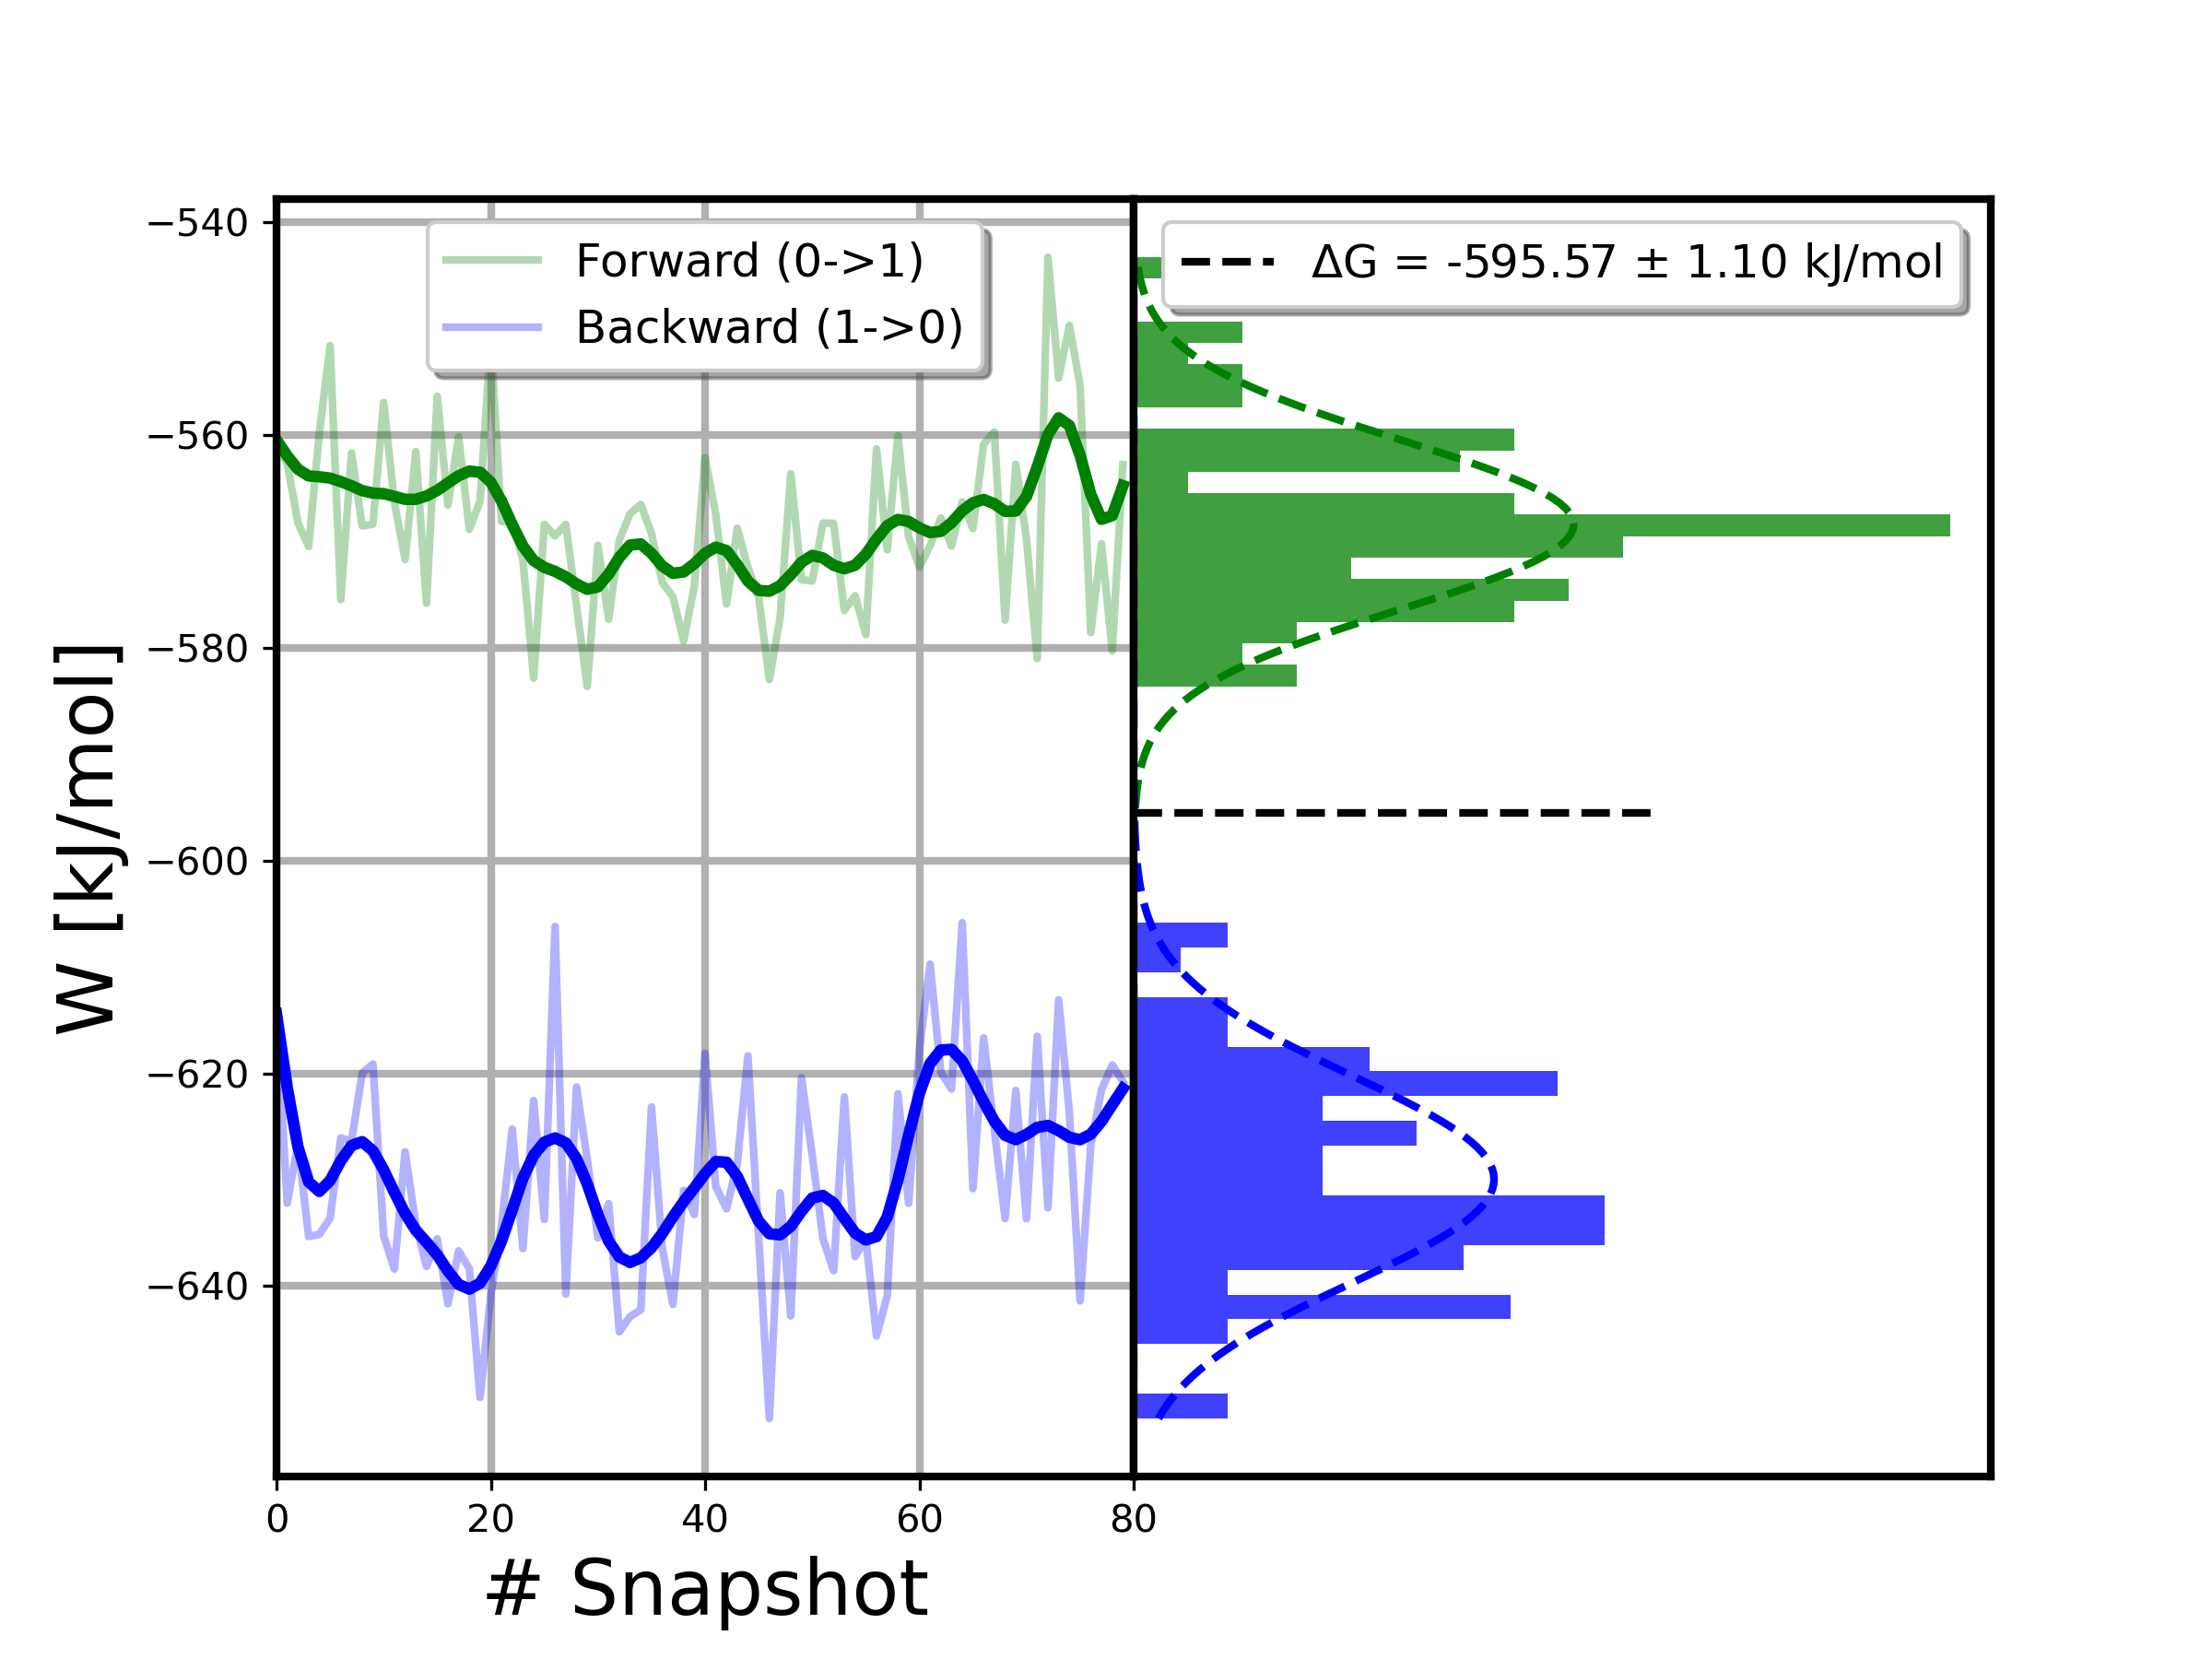 Forward (0->1)
Backward (1->0)
ΔG = -595.57 ± 1.10 kJ/mol
W [kJ/mol]
−540
−560
−580
−600
−620
−640
0 20 40 60 80
# Snapshot